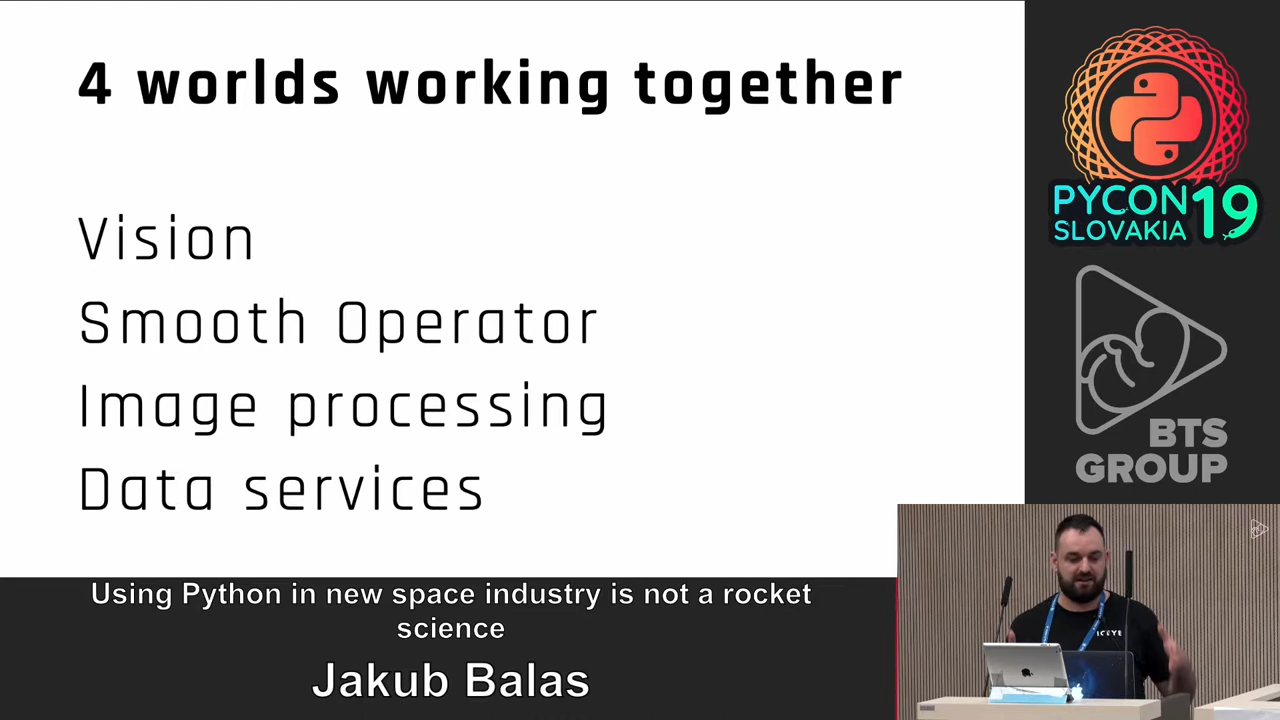 4 worlds working together
Vision
Smooth Operator
Image processing
Data services
PYCON 19
SLOVAKIA
BTS
GROUP
Using Python in new space industry is not a rocket
science
Jakub Balas
ICEYE